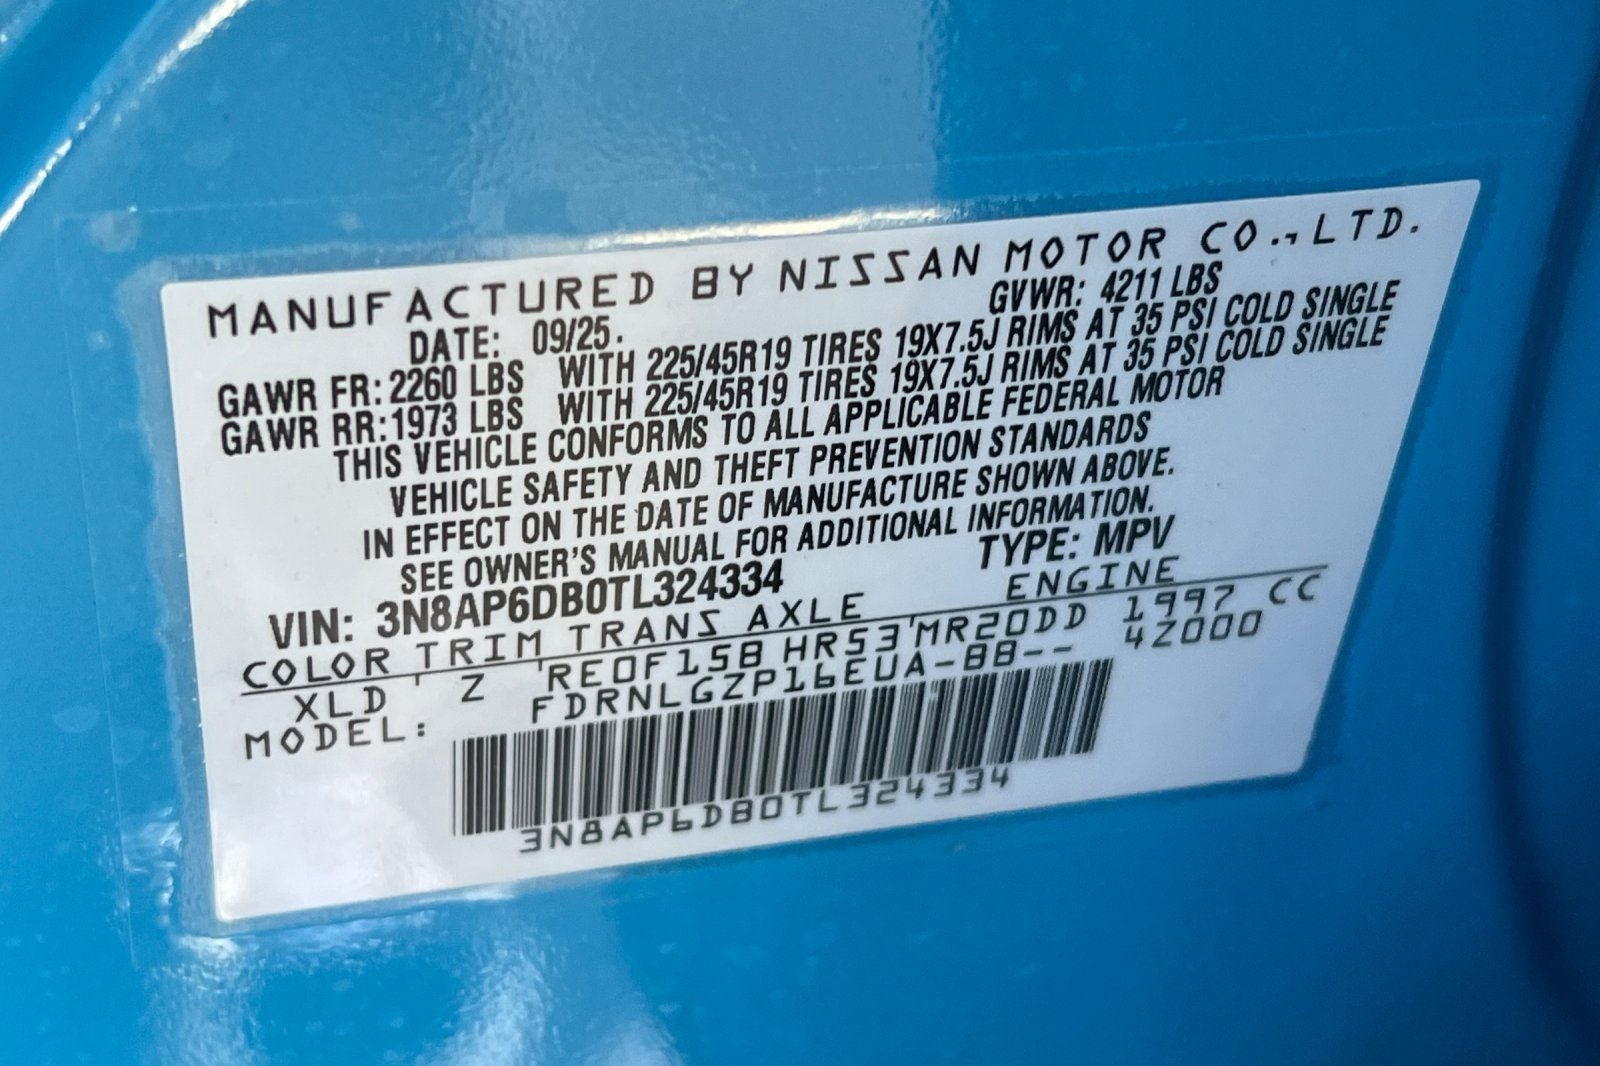 MANUFACTURED BY NISSAN MOTOR CO., LTD.
DATE: 09/25. GVWR: 4211 LBS
GAWR FR: 2260 LBS WITH 225/45R19 TIRES 19X7.5J RIMS AT 35 PSI COLD SINGLE
GAWR RR: 1973 LBS WITH 225/45R19 TIRES 19X7.5J RIMS AT 35 PSI COLD SINGLE
THIS VEHICLE CONFORMS TO ALL APPLICABLE FEDERAL MOTOR
VEHICLE SAFETY AND THEFT PREVENTION STANDARDS
IN EFFECT ON THE DATE OF MANUFACTURE SHOWN ABOVE.
SEE OWNER'S MANUAL FOR ADDITIONAL INFORMATION.
VIN: 3N8AP6DB0TL324334 TYPE: MPV
COLOR TRIM TRANS AXLE ENGINE
XLD ' Z 'RE0F15B HR53'MR20DD 1997 CC
MODEL: FDRNLGZP16EUA-BB-- 4Z000
3N8AP6DB0TL324334